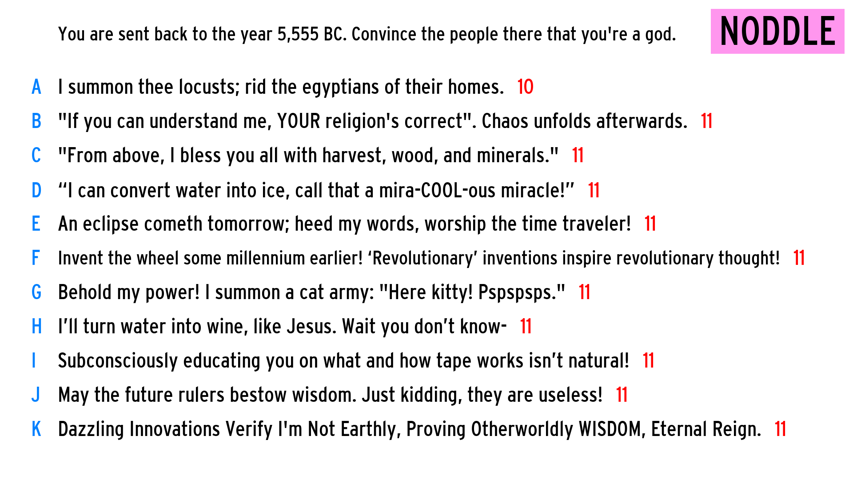 You are sent back to the year 5,555 BC. Convince the people there that you're a god.
NODDLE
A I summon thee locusts; rid the egyptians of their homes. 10
B "If you can understand me, YOUR religion's correct". Chaos unfolds afterwards. 11
C "From above, I bless you all with harvest, wood, and minerals." 11
D “I can convert water into ice, call that a mira-COOL-ous miracle!” 11
E An eclipse cometh tomorrow; heed my words, worship the time traveler! 11
F Invent the wheel some millennium earlier! ‘Revolutionary’ inventions inspire revolutionary thought! 11
G Behold my power! I summon a cat army: "Here kitty! Pspspsps." 11
H I’ll turn water into wine, like Jesus. Wait you don’t know- 11
I Subconsciously educating you on what and how tape works isn’t natural! 11
J May the future rulers bestow wisdom. Just kidding, they are useless! 11
K Dazzling Innovations Verify I'm Not Earthly, Proving Otherworldly WISDOM, Eternal Reign. 11